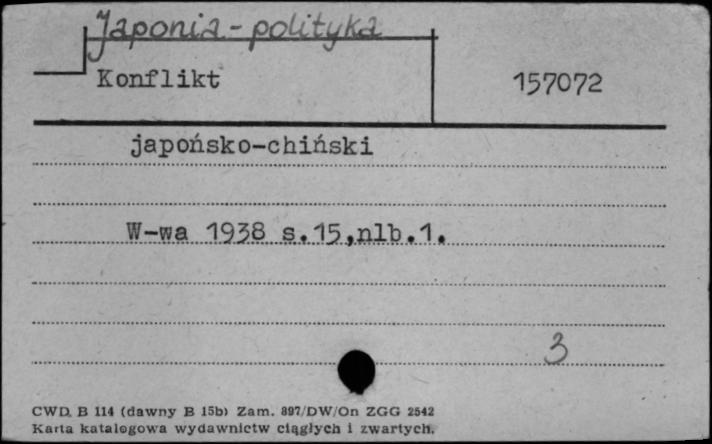 Japonia - polityka
Konflikt 157072
japońsko-chiński
W-wa 1938 s.15,nlb.1.
3
CWD. B 114 (dawny B 15b) Zam. 897/DW/On ZGG 2542
Karta katalogowa wydawnictw ciągłych i zwartych.